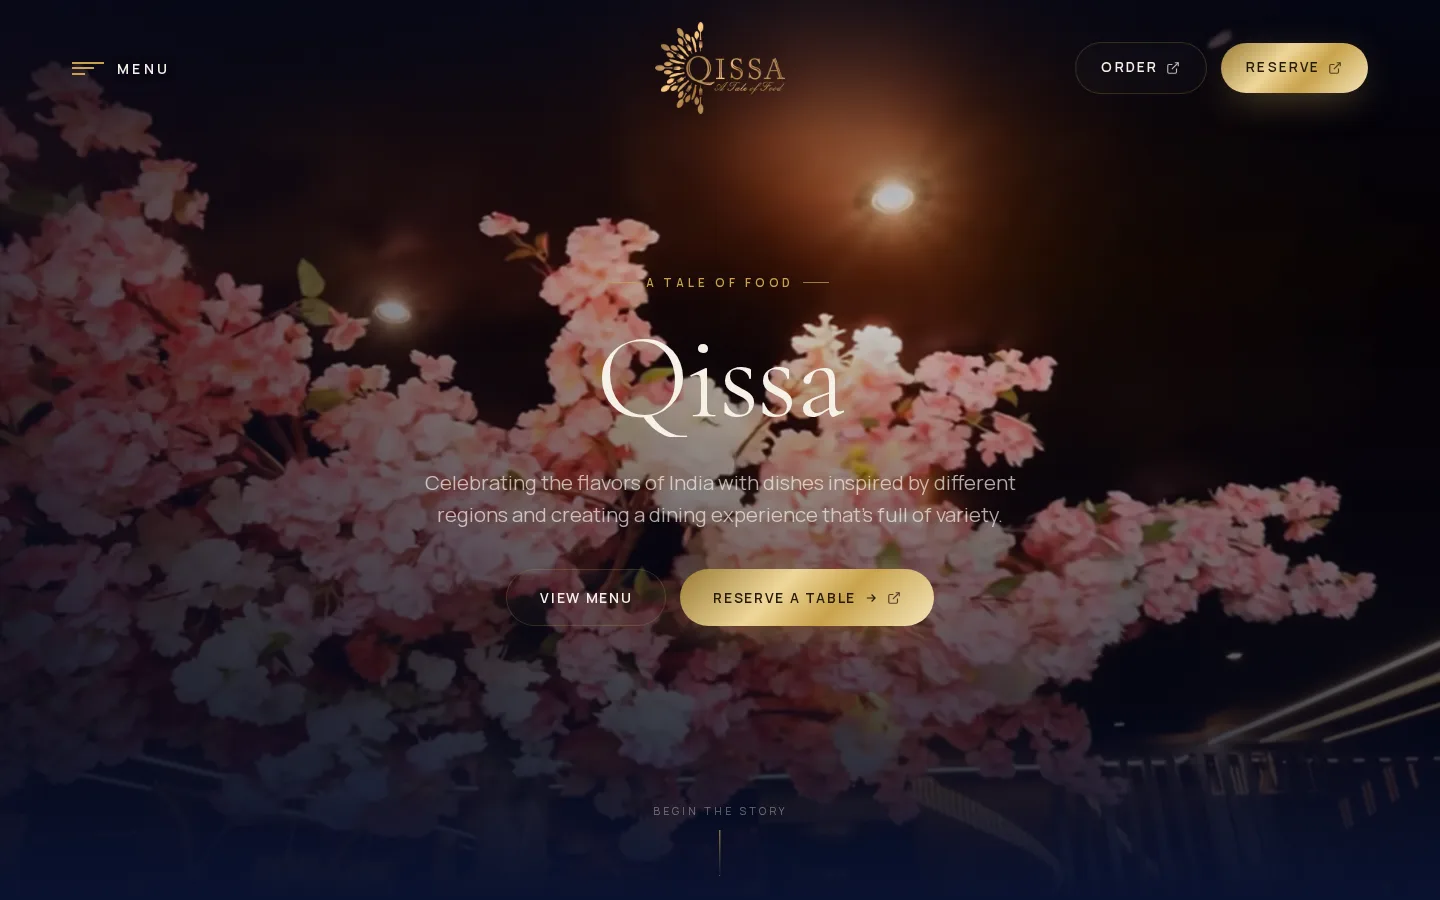 MENU
QISSA
A Tale of Food
ORDER
RESERVE
A TALE OF FOOD
Qissa
Celebrating the flavors of India with dishes inspired by different
regions and creating a dining experience that's full of variety.
VIEW MENU
RESERVE A TABLE →
BEGIN THE STORY